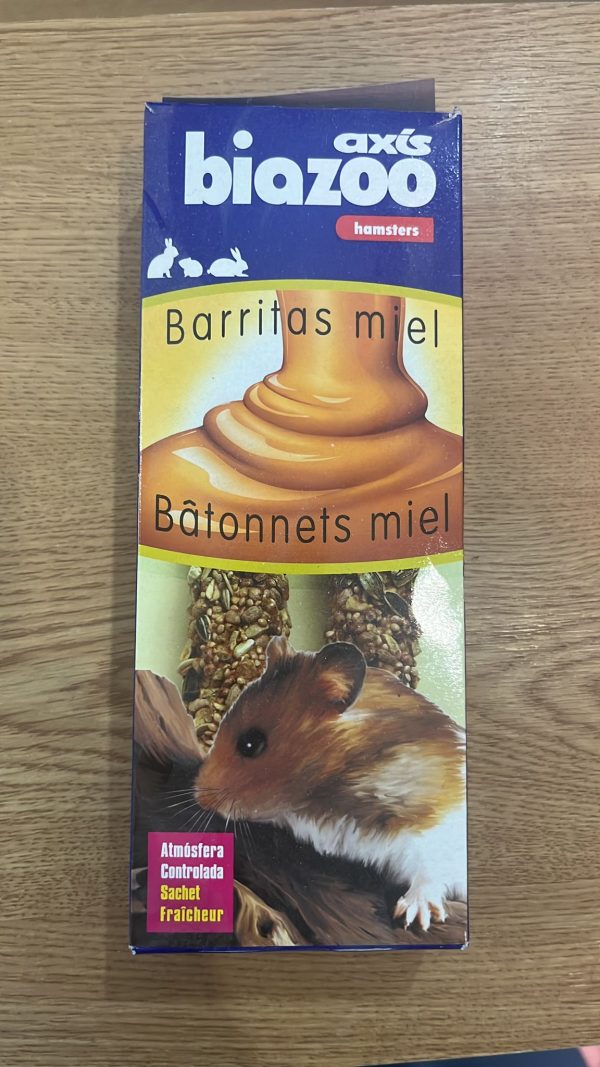 axis
biazoo
hamsters
Barritas miel
Bâtonnets miel
Atmósfera
Controlada
Sachet
Fraîcheur